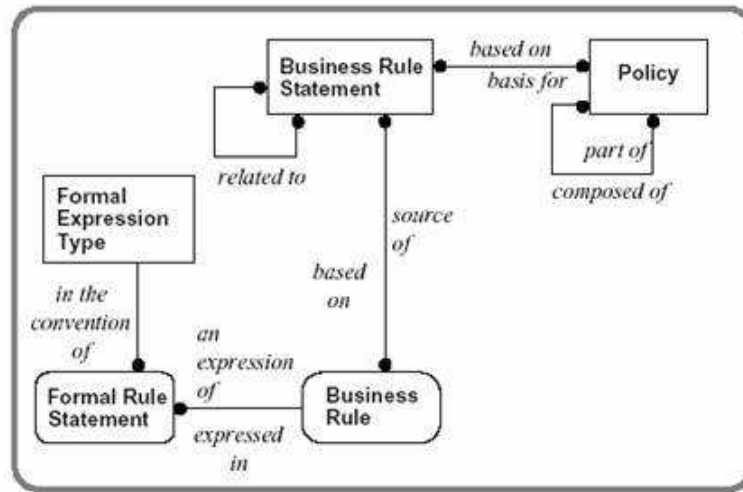 Business Rule
Statement
based on
basis for
Policy
related to
part of
composed of
Formal
Expression
Type
source
of
based
on
in the
convention
of
an
expression
of
Formal Rule
Statement
Business
Rule
expressed
in